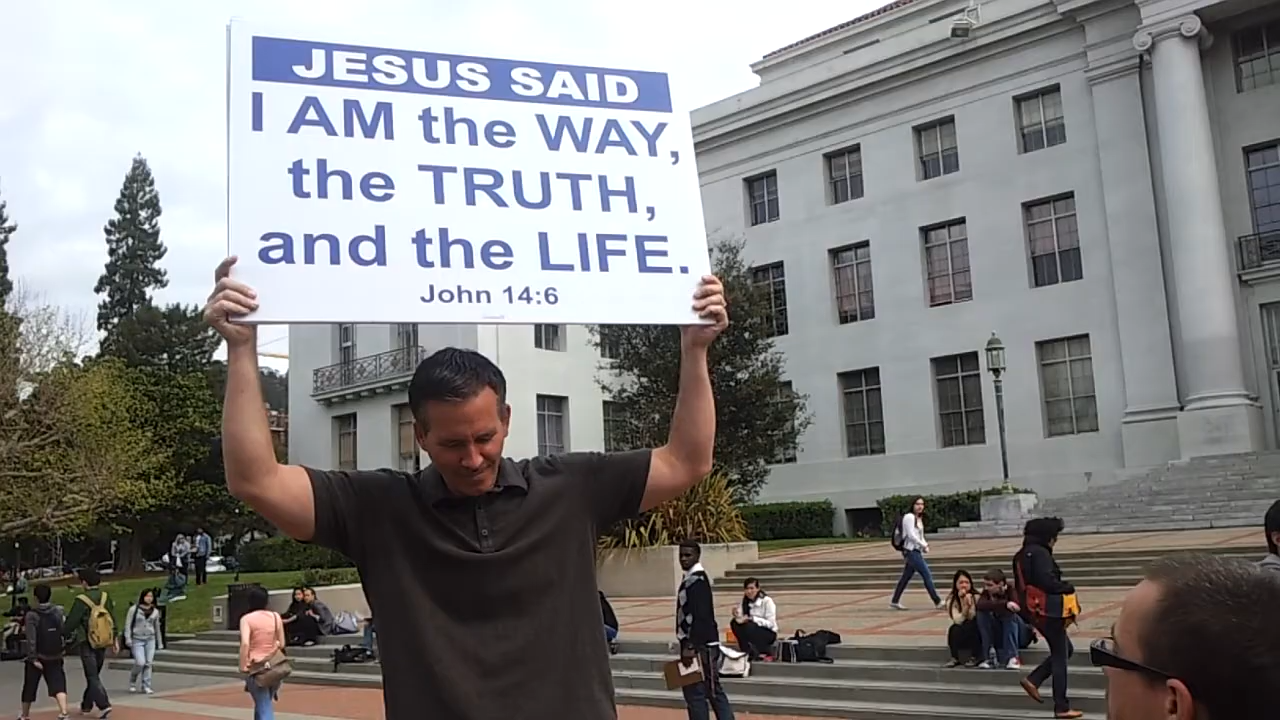 JESUS SAID
I AM the WAY,
the TRUTH,
and the LIFE.
John 14:6